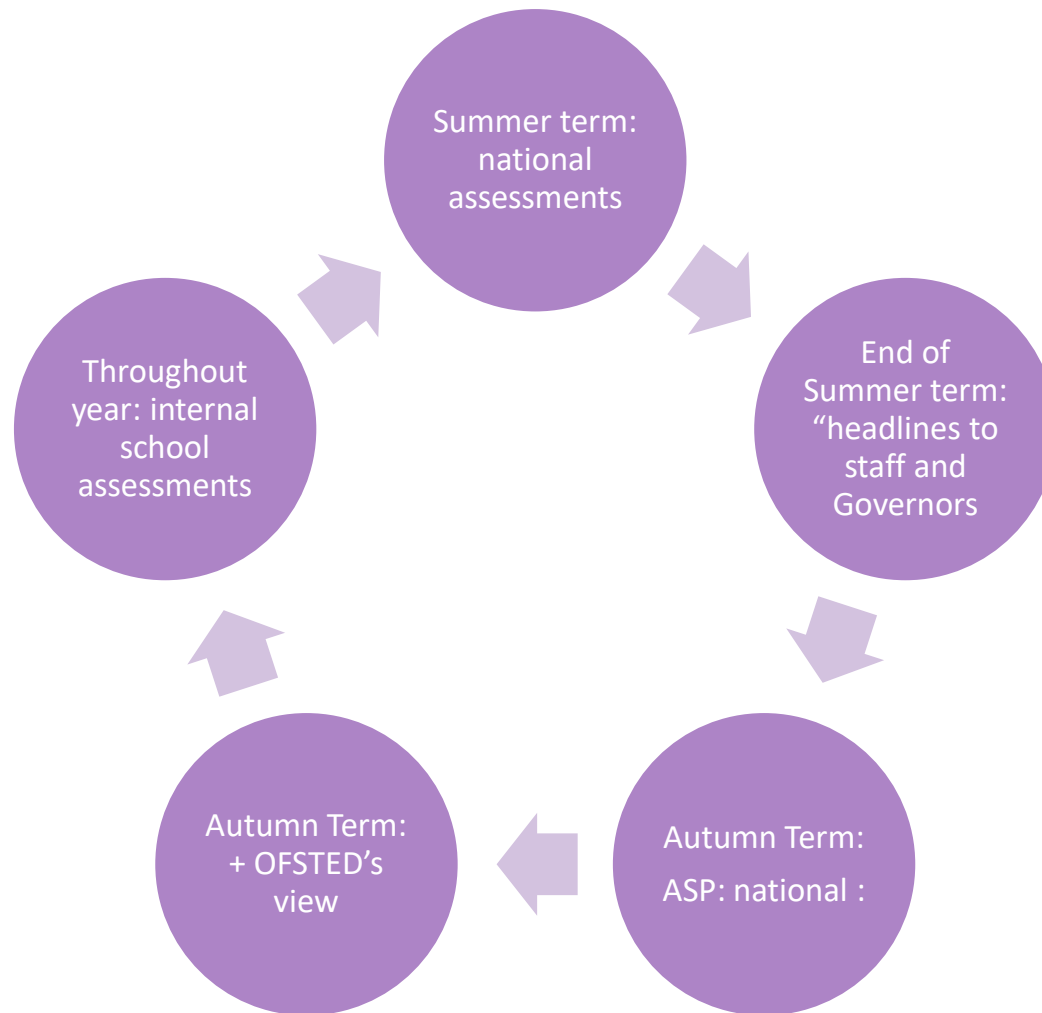 Summer term:
national
assessments
End of
Summer term:
“headlines to
staff and
Governors
Autumn Term:
ASP: national :
Autumn Term:
+ OFSTED’s
view
Throughout
year: internal
school
assessments